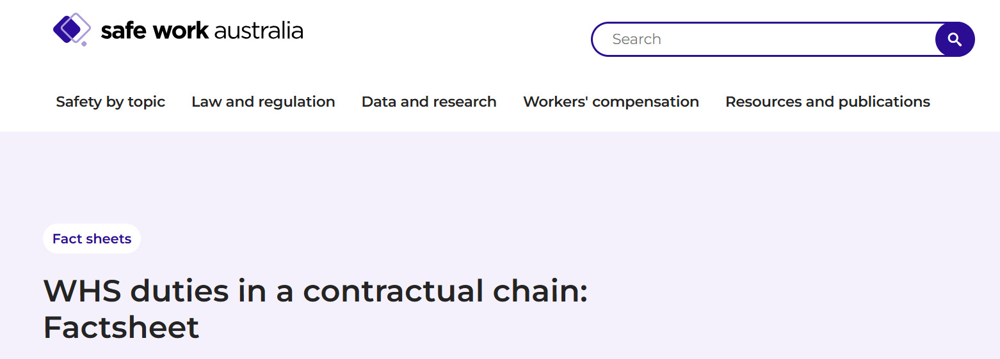 safe work australia
Search
Safety by topic
Law and regulation
Data and research
Workers' compensation
Resources and publications
Fact sheets
WHS duties in a contractual chain:
Factsheet